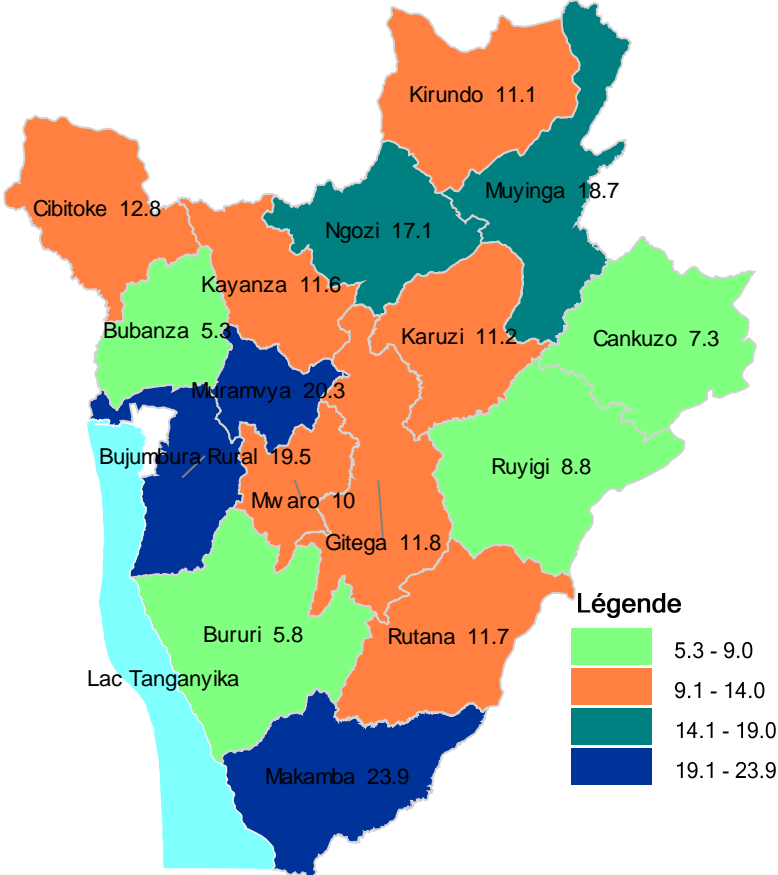 Kirundo 11.1
Muyinga 18.7
Cibitoke 12.8
Ngozi 17.1
Kayanza 11.6
Bubanza 5.3
Karuzi 11.2
Cankuzo 7.3
Muramvya 20.3
Bujumbura Rural 19.5
Ruyigi 8.8
Mwaro 10
Gitega 11.8
Légende
Bururi 5.8
Rutana 11.7
5.3 - 9.0
Lac Tanganyika
9.1 - 14.0
14.1 - 19.0
Makamba 23.9
19.1 - 23.9